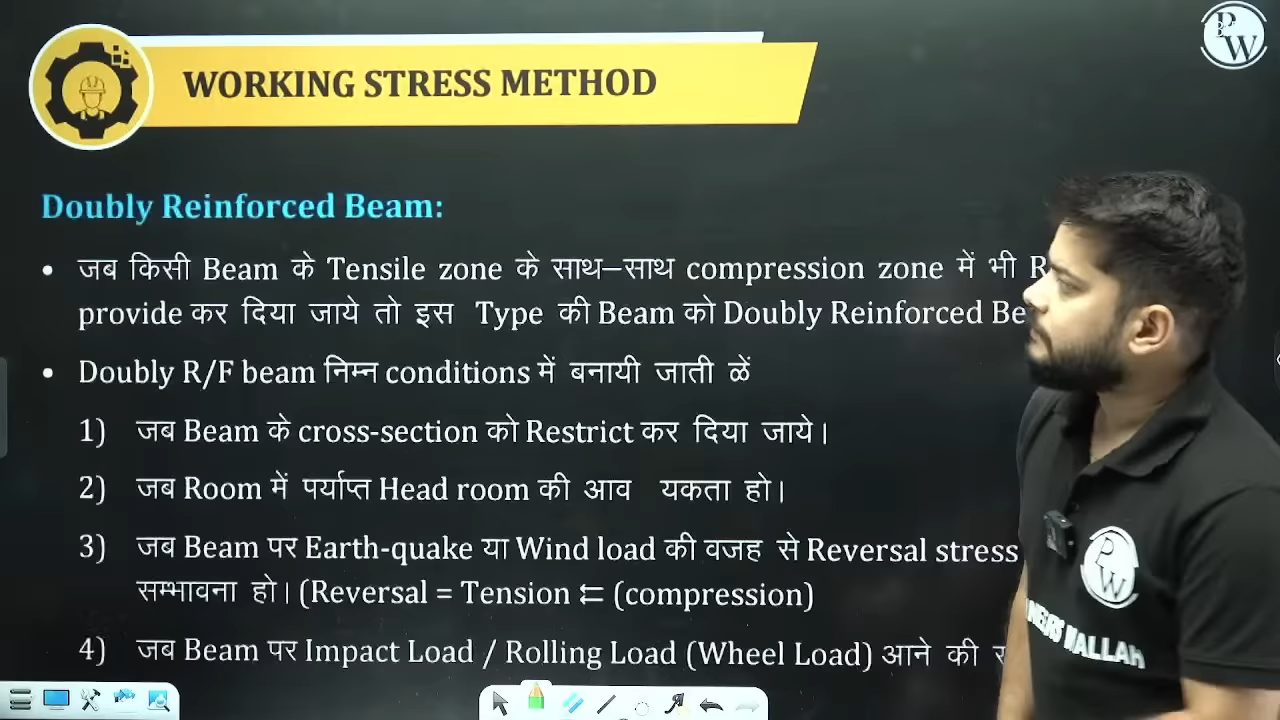 WORKING STRESS METHOD
PW
Doubly Reinforced Beam:
• जब किसी Beam के Tensile zone के साथ–साथ compression zone में भी
provide कर दिया जाये तो इस Type की Beam को Doubly Reinforced
• Doubly R/F beam निम्न conditions में बनायी जाती ळें
1) जब Beam के cross-section को Restrict कर दिया जाये।
2) जब Room में पर्याप्त Head room की आव यकता हो।
3) जब Beam पर Earth-quake या Wind load की वजह से Reversal stress
सम्भावना हो। (Reversal = Tension ⇇ (compression)
4) जब Beam पर Impact Load / Rolling Load (Wheel Load) आने की
PW
WALLAH